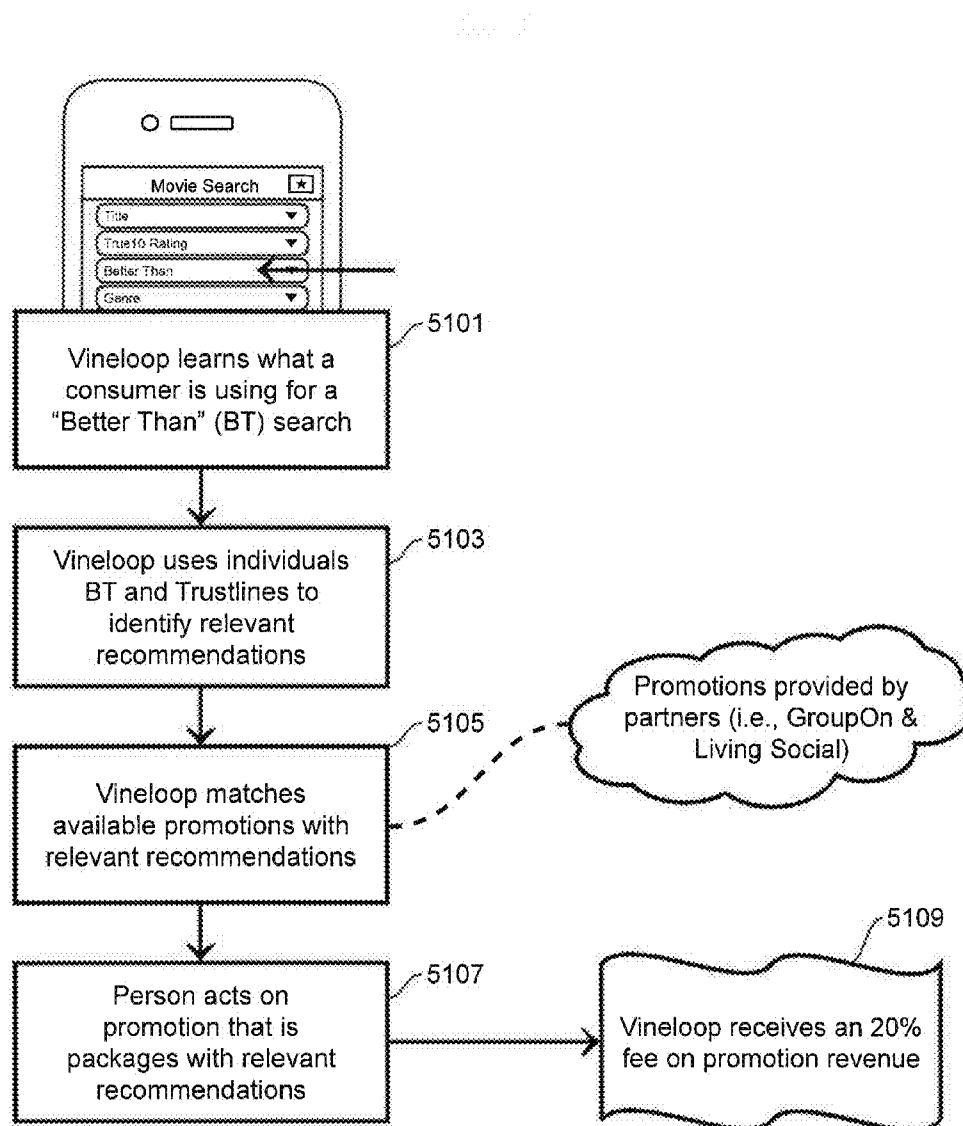 Movie Search
Title
True10 Rating
Better Than
Genre
5101
Vineloop learns what a
consumer is using for a
“Better Than” (BT) search
5103
Vineloop uses individuals
BT and Trustlines to
identify relevant
recommendations
Promotions provided by
partners (i.e., GroupOn &
Living Social)
5105
Vineloop matches
available promotions with
relevant recommendations
5107
Person acts on
promotion that is
packages with relevant
recommendations
5109
Vineloop receives an 20%
fee on promotion revenue